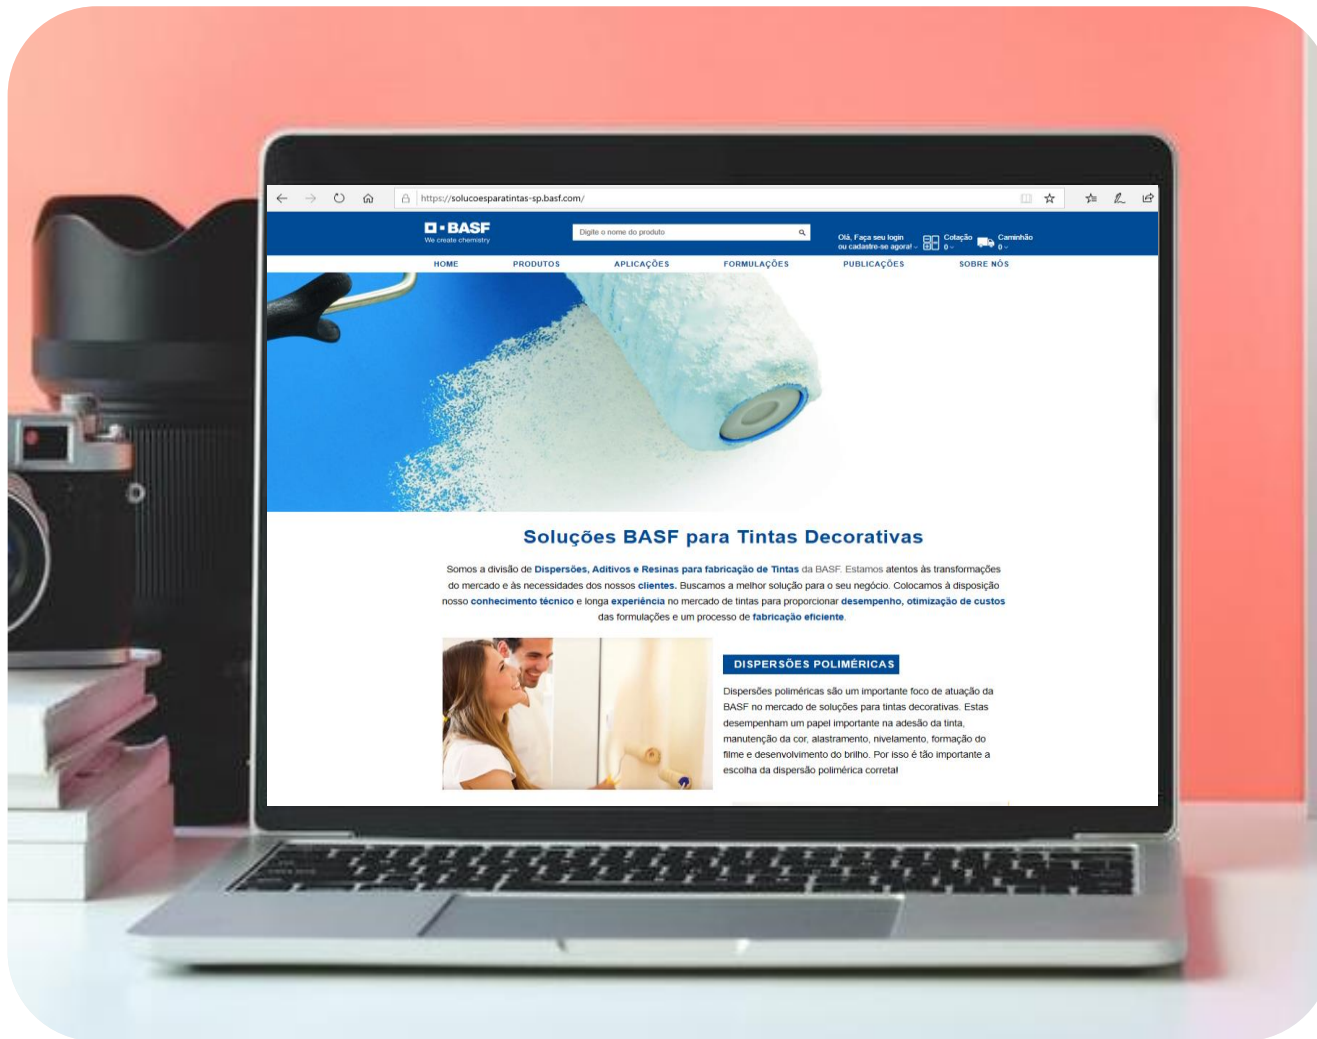 https://solucoesparatintas-sp.basf.com/
BASF
We create chemistry
Digite o nome do produto
Olá, Faça seu login
ou cadastre-se agora!
Cotação
0
Caminhão
0
HOME PRODUTOS APLICAÇÕES FORMULAÇÕES PUBLICAÇÕES SOBRE NÓS
Soluções BASF para Tintas Decorativas
Somos a divisão de Dispersões, Aditivos e Resinas para fabricação de Tintas da BASF. Estamos atentos às transformações
do mercado e às necessidades dos nossos clientes. Buscamos a melhor solução para o seu negócio. Colocamos à disposição
nosso conhecimento técnico e longa experiência no mercado de tintas para proporcionar desempenho, otimização de custos
das formulações e um processo de fabricação eficiente.
DISPERSÕES POLIMÉRICAS
Dispersões poliméricas são um importante foco de atuação da
BASF no mercado de soluções para tintas decorativas. Estas
desempenham um papel importante na adesão da tinta,
manutenção da cor, alastramento, nivelamento, formação do
filme e desenvolvimento do brilho. Por isso é tão importante a
escolha da dispersão polimérica correta!